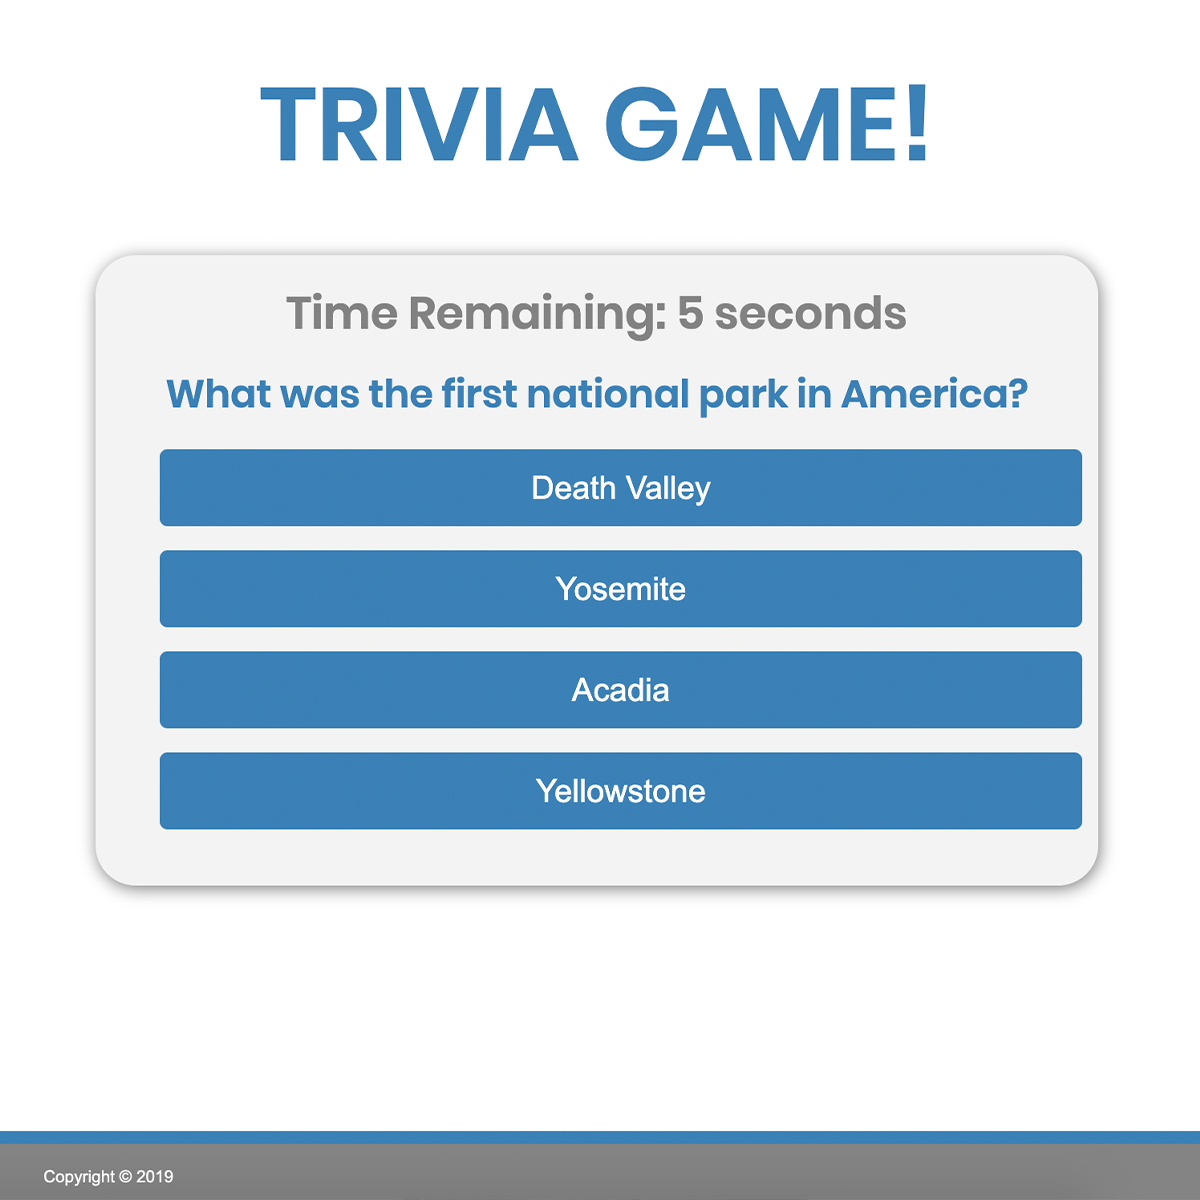 TRIVIA GAME!
Time Remaining: 5 seconds
What was the first national park in America?
Death Valley
Yosemite
Acadia
Yellowstone
Copyright © 2019